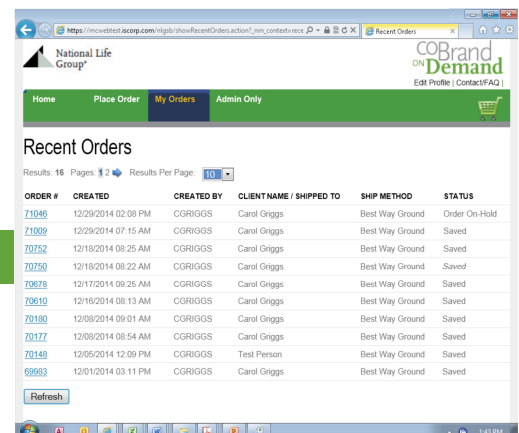 https://mcwebtest.iscorp.com/nlgsb/showRecentOrders.action?_nm_context=rece
Recent Orders
National Life
Group®
COBrand
ON Demand
Edit Profile | Contact/FAQ |
Home Place Order My Orders Admin Only
Recent Orders
Results: 16 Pages: 1 2 Results Per Page: 10
ORDER # CREATED CREATED BY CLIENT NAME / SHIPPED TO SHIP METHOD STATUS
71046 12/29/2014 02:08 PM CGRIGGS Carol Griggs Best Way Ground Order On-Hold
71009 12/29/2014 07:15 AM CGRIGGS Carol Griggs Best Way Ground Saved
70752 12/18/2014 08:25 AM CGRIGGS Carol Griggs Best Way Ground Saved
70750 12/18/2014 08:22 AM CGRIGGS Carol Griggs Best Way Ground Saved
70678 12/17/2014 09:25 AM CGRIGGS Carol Griggs Best Way Ground Saved
70610 12/16/2014 08:13 AM CGRIGGS Carol Griggs Best Way Ground Saved
70180 12/08/2014 09:01 AM CGRIGGS Carol Griggs Best Way Ground Saved
70177 12/08/2014 08:54 AM CGRIGGS Carol Griggs Best Way Ground Saved
70148 12/05/2014 12:09 PM CGRIGGS Test Person Best Way Ground Saved
69983 12/01/2014 03:11 PM CGRIGGS Carol Griggs Best Way Ground Saved
Refresh
1:43 PM